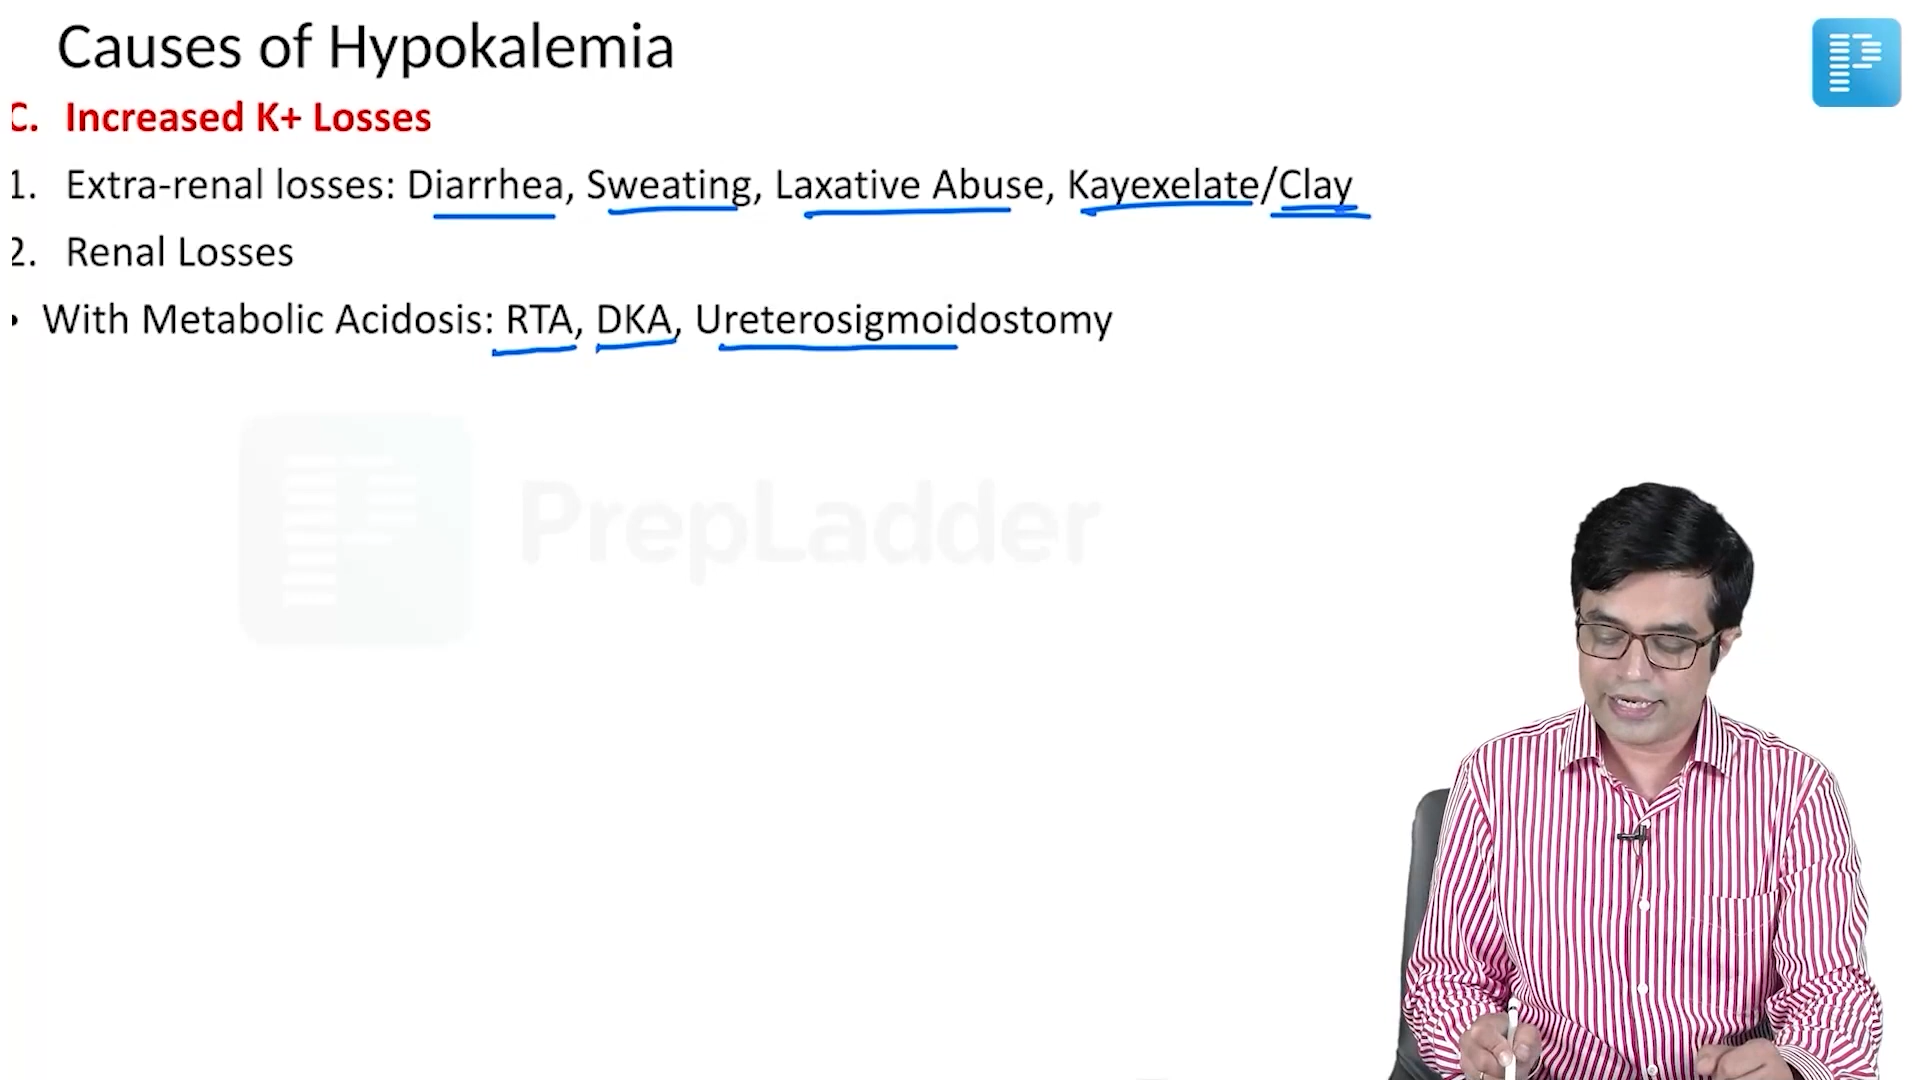 Causes of Hypokalemia
C. Increased K+ Losses
1. Extra-renal losses: Diarrhea, Sweating, Laxative Abuse, Kayexelate/Clay
2. Renal Losses
• With Metabolic Acidosis: RTA, DKA, Ureterosigmoidostomy
PrepLadder